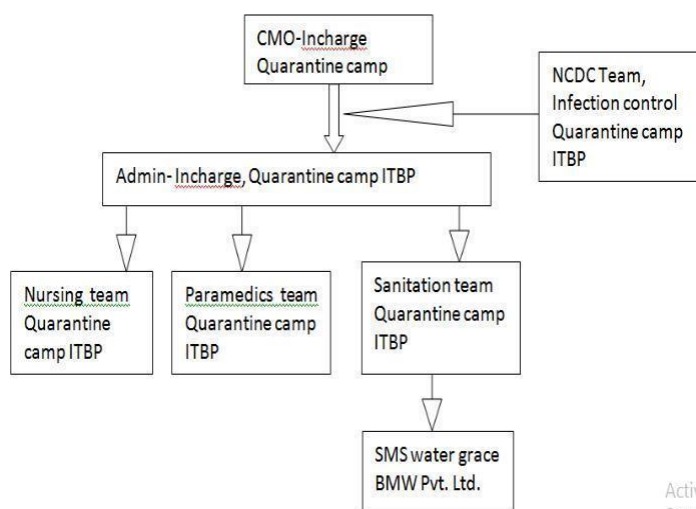 CMO-Incharge
Quarantine camp
NCDC Team,
Infection control
Quarantine camp
ITBP
Admin- Incharge, Quarantine camp ITBP
Nursing team
Quarantine
camp ITBP
Paramedics team
Quarantine camp
ITBP
Sanitation team
Quarantine camp
ITBP
SMS water grace
BMW Pvt. Ltd.
Activ